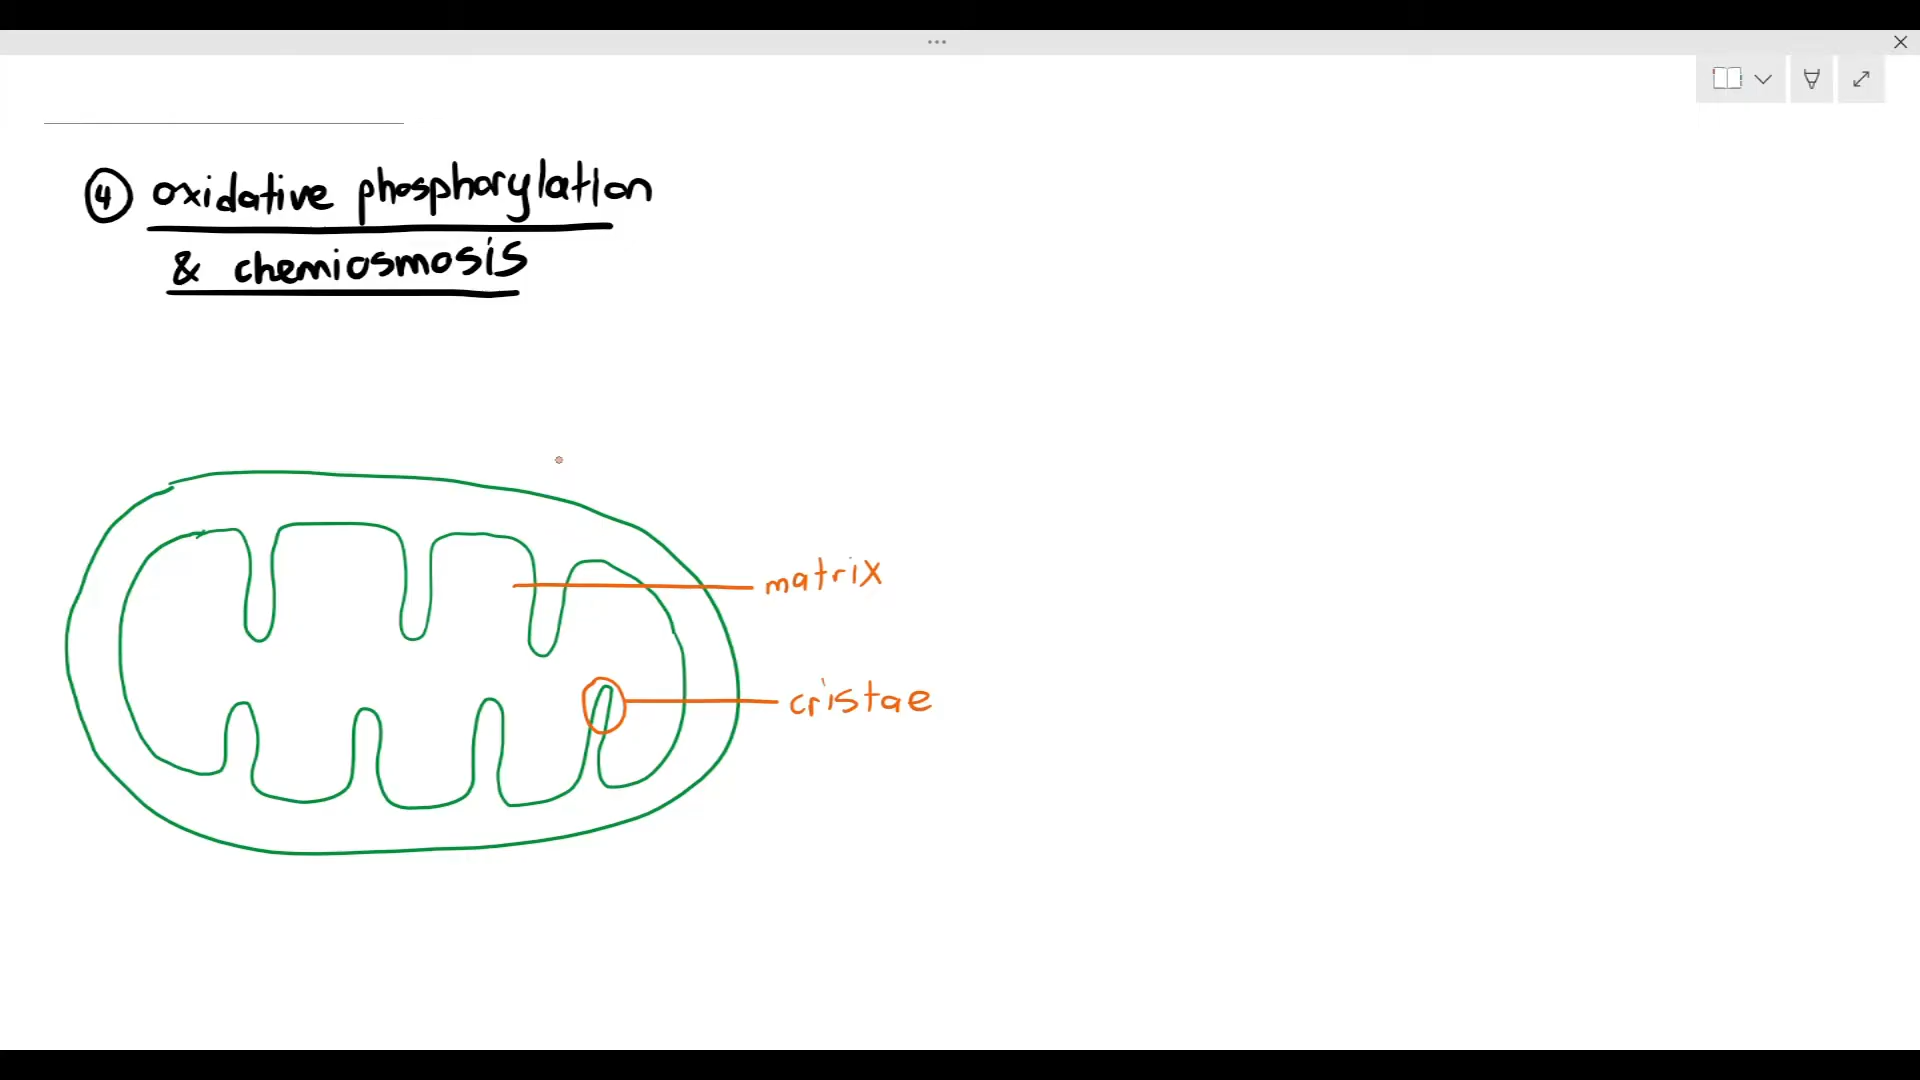 ④ oxidative phosphorylation
& chemiosmosis
matrix
cristae